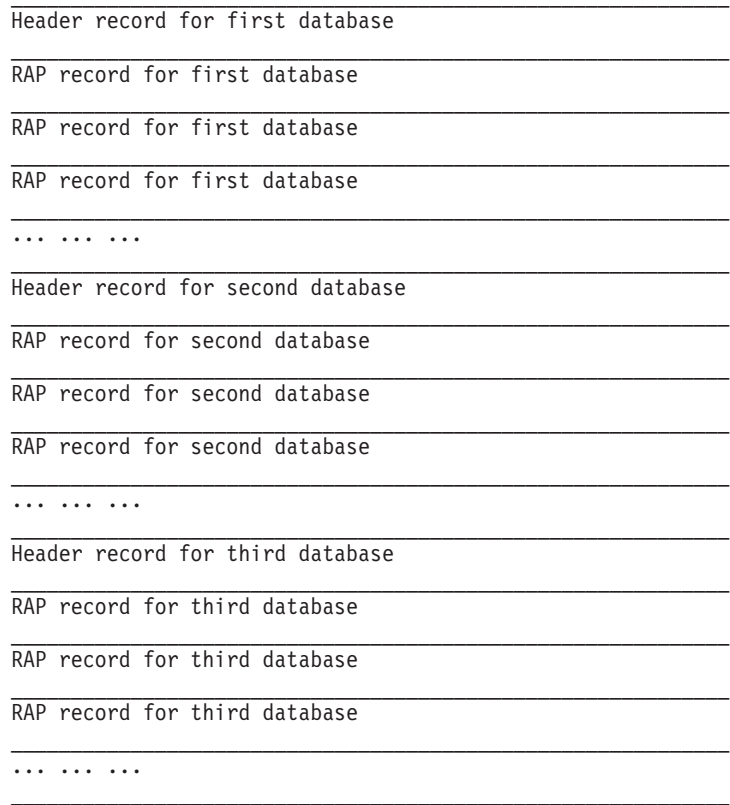 Header record for first database
RAP record for first database
RAP record for first database
RAP record for first database
... ... ...
Header record for second database
RAP record for second database
RAP record for second database
RAP record for second database
... ... ...
Header record for third database
RAP record for third database
RAP record for third database
RAP record for third database
... ... ...